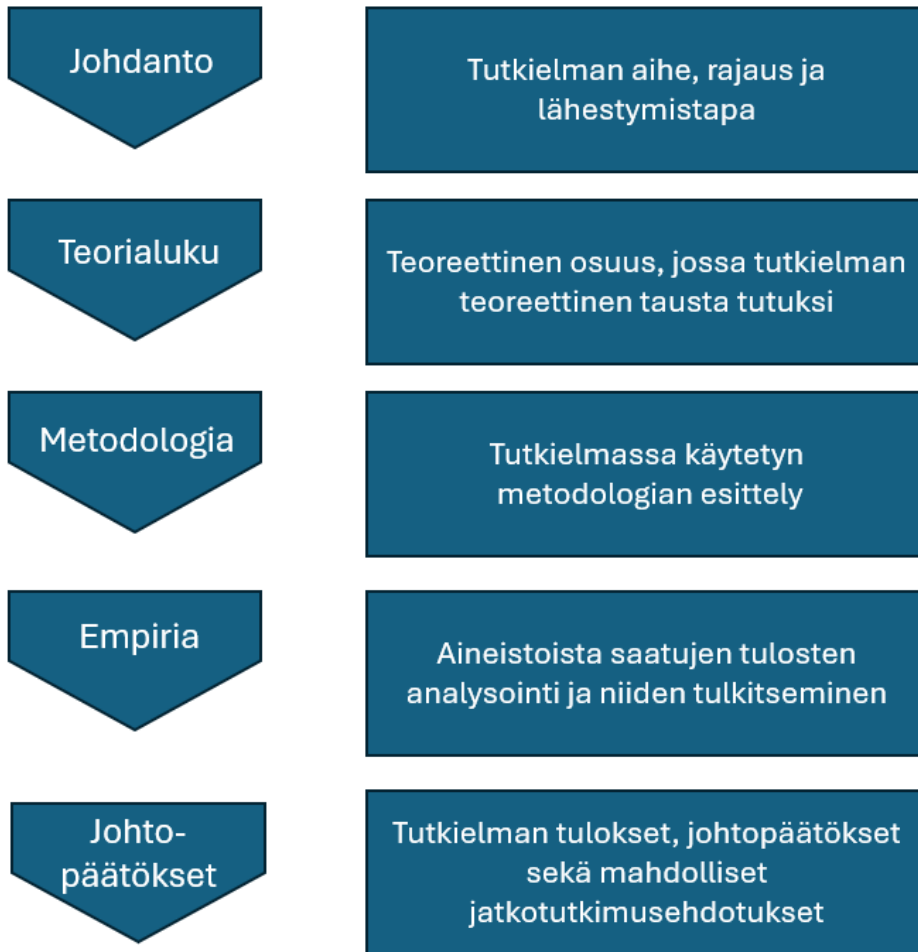 Johdanto
Tutkielman aihe, rajaus ja
lähestymistapa
Teorialuku
Teoreettinen osuus, jossa tutkielman
teoreettinen tausta tutuksi
Metodologia
Tutkielmassa käytetyn
metodologian esittely
Empiria
Aineistoista saatujen tulosten
analysointi ja niiden tulkitseminen
Johto-
päätökset
Tutkielman tulokset, johtopäätökset
sekä mahdolliset
jatkotutkimusehdotukset